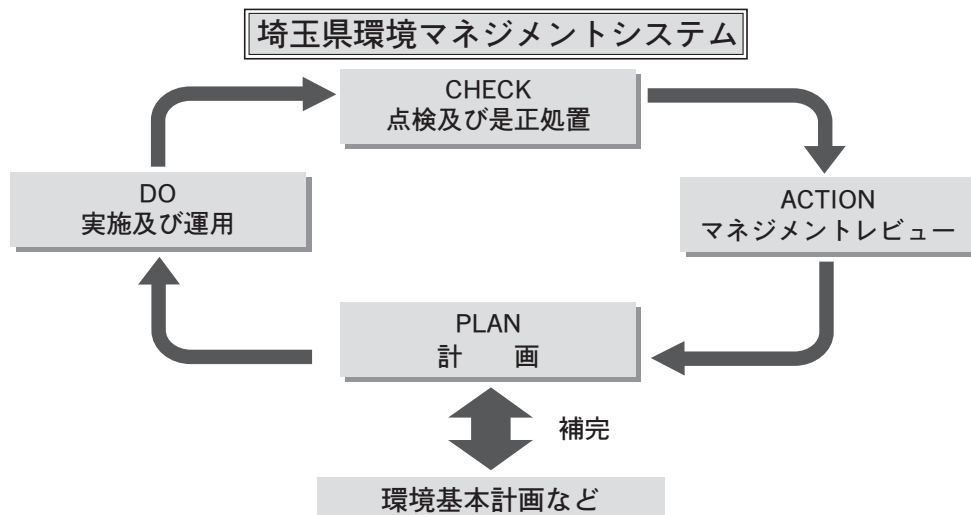 埼玉県環境マネジメントシステム
CHECK
点検及び是正処置
DO
実施及び運用
ACTION
マネジメントレビュー
PLAN
計　　画
補完
環境基本計画など